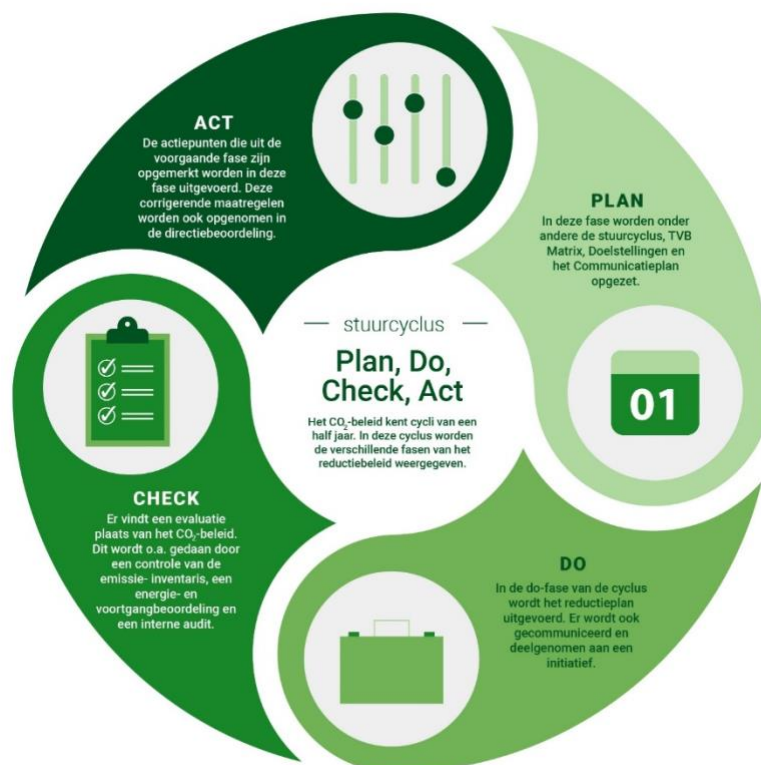 ACT
De actiepunten die uit de
voorgaande fase zijn
opgemerkt worden in deze
fase uitgevoerd. Deze
corrigerende maatregelen
worden ook opgenomen in
de directiebeoordeling.
PLAN
In deze fase worden onder
andere de stuurcyclus, TVB
Matrix, Doelstellingen en
het Communicatieplan
opgezet.
01
stuurcyclus
Plan, Do,
Check, Act
Het CO₂-beleid kent cycli van een
half jaar. In deze cyclus worden
de verschillende fasen van het
reductiebeleid weergegeven.
CHECK
Er vindt een evaluatie
plaats van het CO₂-beleid.
Dit wordt o.a. gedaan door
een controle van de
emissie- inventaris, een
energie- en
voortgangbeoordeling en
een interne audit.
DO
In de do-fase van de cyclus
wordt het reductieplan
uitgevoerd. Er wordt ook
gecommuniceerd en
deelgenomen aan een
initiatief.